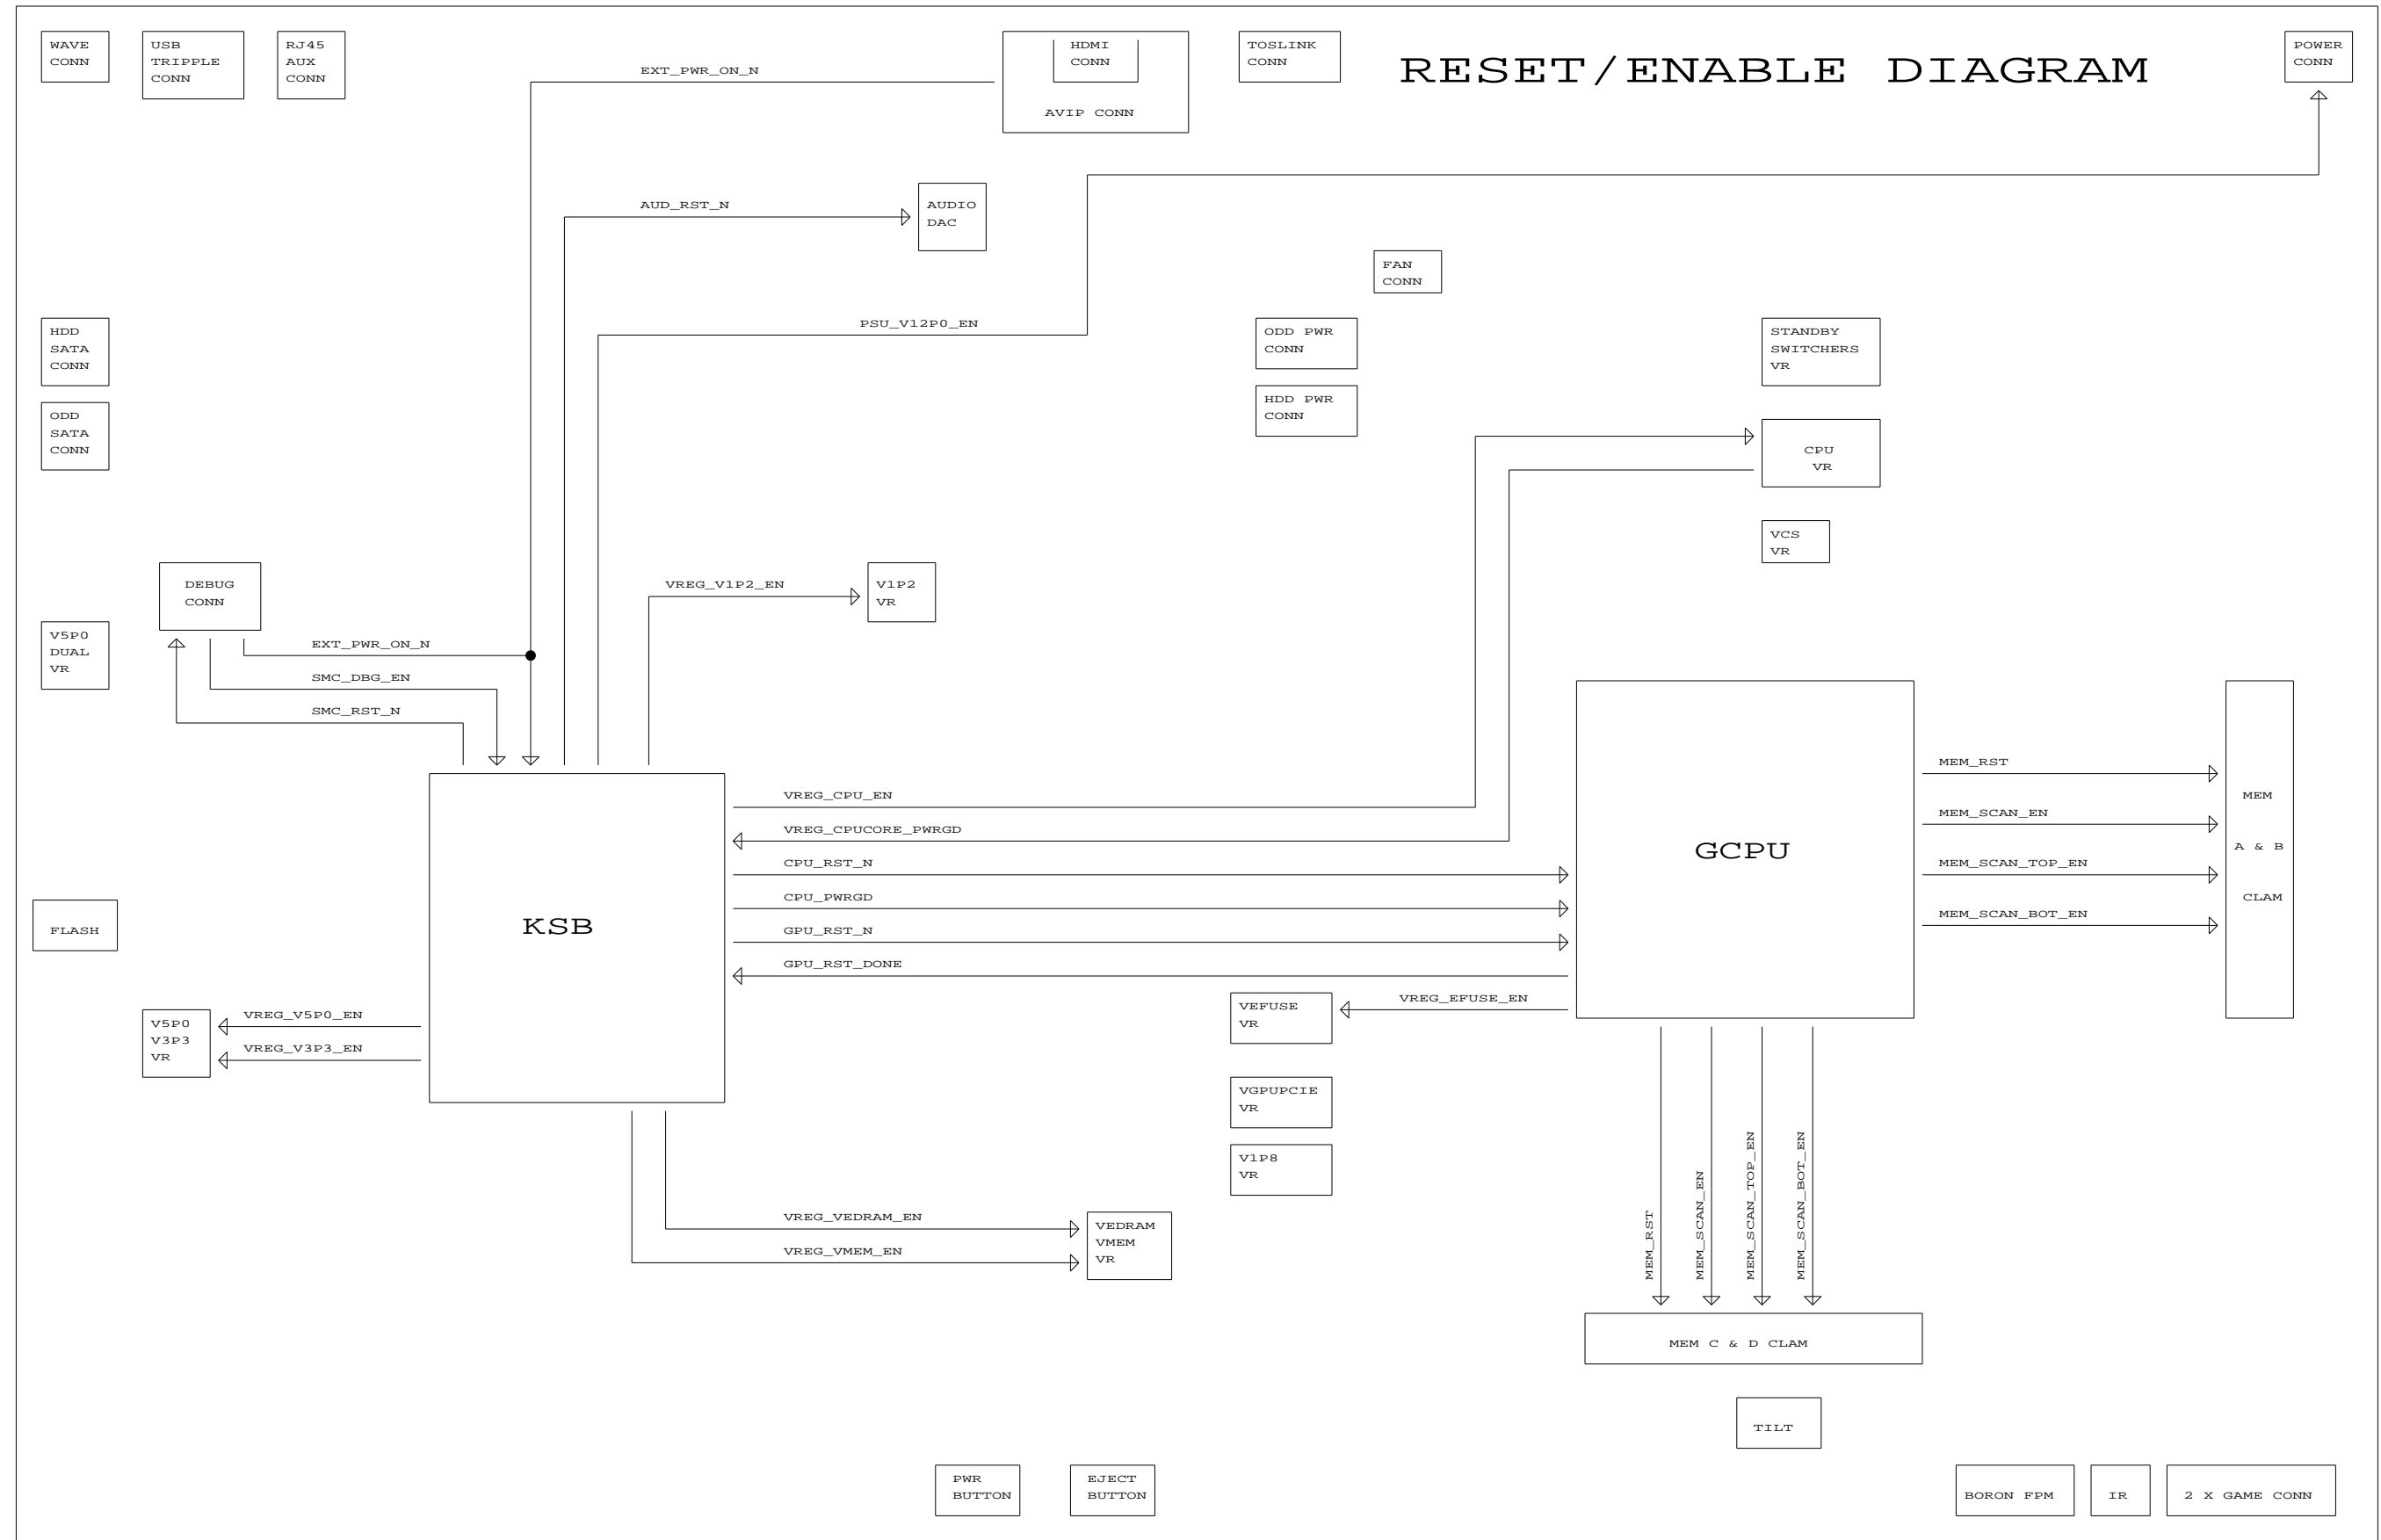 WAVE
CONN
USB
TRIPPLE
CONN
RJ45
AUX
CONN
EXT_PWR_ON_N
HDMI
CONN
AVIP CONN
TOSLINK
CONN
RESET/ENABLE DIAGRAM
POWER
CONN
AUD_RST_N
AUDIO
DAC
FAN
CONN
PSU_V12P0_EN
HDD
SATA
CONN
ODD PWR
CONN
STANDBY
SWITCHERS
VR
HDD PWR
CONN
ODD
SATA
CONN
CPU
VR
VCS
VR
DEBUG
CONN
VREG_V1P2_EN
V1P2
VR
V5P0
DUAL
VR
EXT_PWR_ON_N
SMC_DBG_EN
SMC_RST_N
KSB
VREG_CPU_EN
VREG_CPUCORE_PWRGD
CPU_RST_N
CPU_PWRGD
GPU_RST_N
GPU_RST_DONE
GCPU
MEM_RST
MEM_SCAN_EN
MEM_SCAN_TOP_EN
MEM_SCAN_BOT_EN
MEM
A & B
CLAM
FLASH
V5P0
V3P3
VR
VREG_V5P0_EN
VREG_V3P3_EN
VEFUSE
VR
VREG_EFUSE_EN
VGPUPCIE
VR
V1P8
VR
VREG_VEDRAM_EN
VREG_VMEM_EN
VEDRAM
VMEM
VR
MEM_RST
MEM_SCAN_EN
MEM_SCAN_TOP_EN
MEM_SCAN_BOT_EN
MEM C & D CLAM
TILT
PWR
BUTTON
EJECT
BUTTON
BORON FPM
IR
2 X GAME CONN